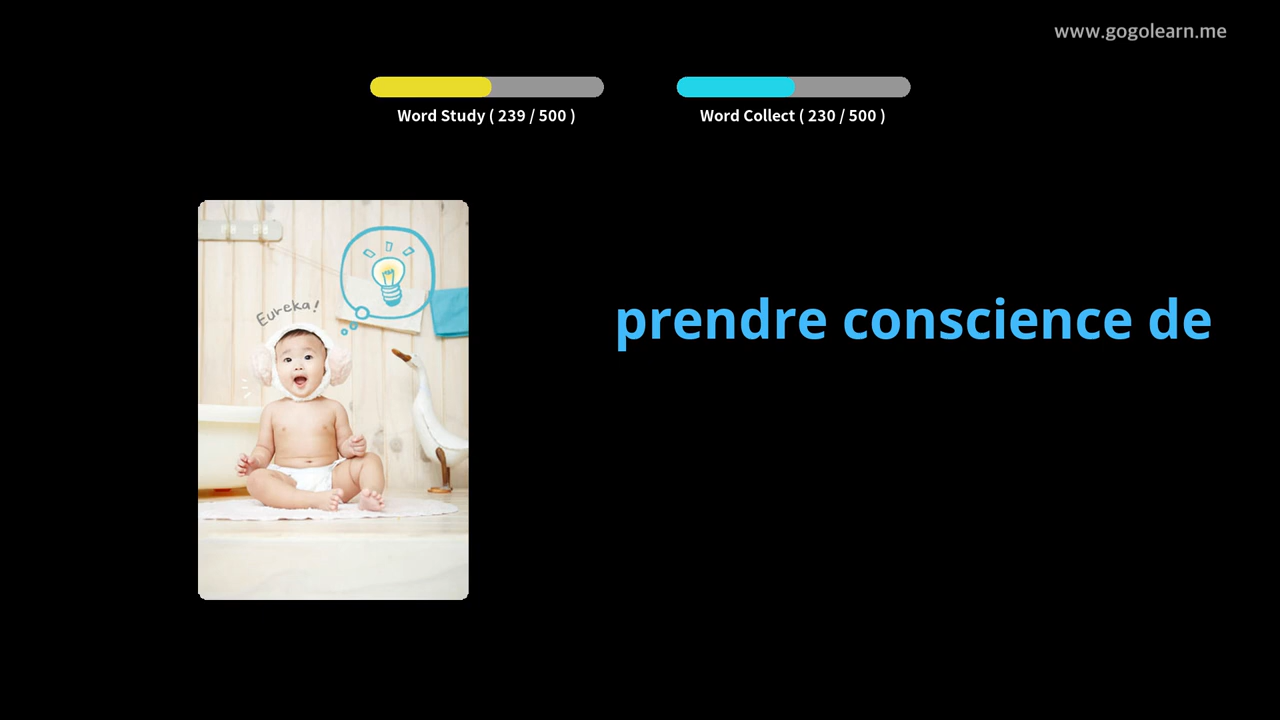 www.gogolearn.me
Word Study ( 239 / 500 )
Word Collect ( 230 / 500 )
Eureka!
prendre conscience de